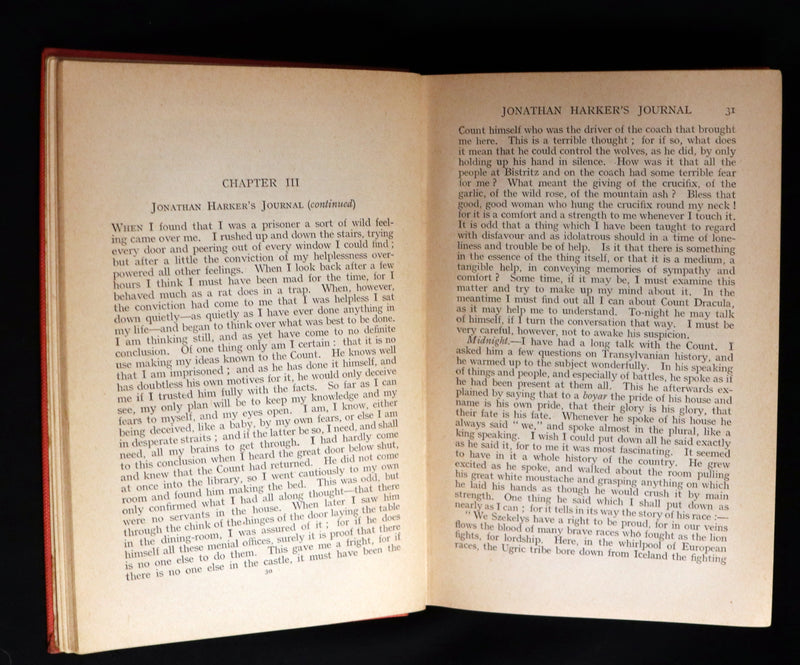 CHAPTER III
JONATHAN HARKER'S JOURNAL (continued)
WHEN I found that I was a prisoner a sort of wild feel-
ing came over me. I rushed up and down the stairs, trying
every door and peering out of every window I could find;
but after a little the conviction of my helplessness over-
powered all other feelings. When I look back after a few
hours I think I must have been mad for the time, for I
behaved much as a rat does in a trap. When, however,
the conviction had come to me that I was helpless I sat
down quietly—as quietly as I have ever done anything in
my life—and began to think over what was best to be done.
I am thinking still, and as yet have come to no definite
conclusion. Of one thing only am I certain: that it is no
use making my ideas known to the Count. He knows well
that I am imprisoned; and as he has done it himself, and
has doubtless his own motives for it, he would only deceive
me if I trusted him fully with the facts. So far as I can
see, my only plan will be to keep my knowledge and my
fears to myself, and my eyes open. I am, I know, either
being deceived, like a baby, by my own fears, or else I am
in desperate straits; and if the latter be so, I need, and shall
need, all my brains to get through. I had hardly come
to this conclusion when I heard the great door below shut,
and knew that the Count had returned. He did not come
at once into the library, so I went cautiously to my own
room and found him making the bed. This was odd, but
only confirmed what I had all along thought—that there
were no servants in the house. When later I saw him
through the chink of the hinges of the door laying the table
in the dining-room, I was assured of it; for if he does
himself all these menial offices, surely it is proof that there
is no one else to do them. This gave me a fright, for if
there is no one else in the castle, it must have been the
30
JONATHAN HARKER'S JOURNAL 31
Count himself who was the driver of the coach that brought
me here. This is a terrible thought; for if so, what does
it mean that he could control the wolves, as he did, by only
holding up his hand in silence. How was it that all the
people at Bistritz and on the coach had some terrible fear
for me? What meant the giving of the crucifix, of the
garlic, of the wild rose, of the mountain ash? Bless that
good, good woman who hung the crucifix round my neck!
for it is a comfort and a strength to me whenever I touch it.
It is odd that a thing which I have been taught to regard
with disfavour and as idolatrous should in a time of lone-
liness and trouble be of help. Is it that there is something
in the essence of the thing itself, or that it is a medium, a
tangible help, in conveying memories of sympathy and
comfort? Some time, if it may be, I must examine this
matter and try to make up my mind about it. In the
meantime I must find out all I can about Count Dracula,
as it may help me to understand. To-night he may talk
of himself, if I turn the conversation that way. I must be
very careful, however, not to awake his suspicion.
Midnight.—I have had a long talk with the Count. I
asked him a few questions on Transylvanian history, and
he warmed up to the subject wonderfully. In his speaking
of things and people, and especially of battles, he spoke as if
he had been present at them all. This he afterwards ex-
plained by saying that to a boyar the pride of his house and
name is his own pride, that their glory is his glory, that
their fate is his fate. Whenever he spoke of his house he
always said "we," and spoke almost in the plural, like a
king speaking. I wish I could put down all he said exactly
as he said it, for to me it was most fascinating. It seemed
to have in it a whole history of the country. He grew
excited as he spoke, and walked about the room pulling
his great white moustache and grasping anything on which
he laid his hands as though he would crush it by main
strength. One thing he said which I shall put down as
nearly as I can; for it tells in its way the story of his race:—
"We Szekelys have a right to be proud, for in our veins
flows the blood of many brave races who fought as the lion
fights, for lordship. Here, in the whirlpool of European
races, the Ugric tribe bore down from Iceland the fighting